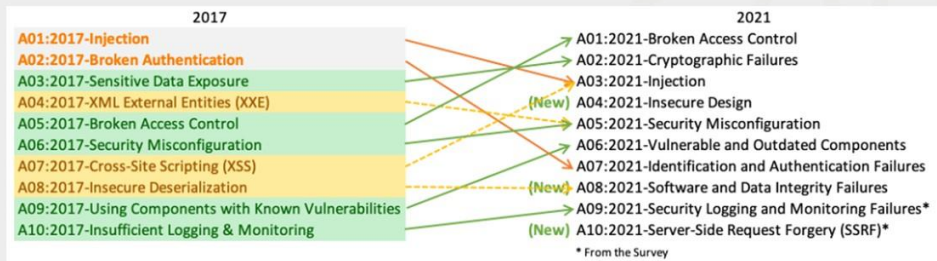 2017
A01:2017-Injection
A02:2017-Broken Authentication
A03:2017-Sensitive Data Exposure
A04:2017-XML External Entities (XXE)
A05:2017-Broken Access Control
A06:2017-Security Misconfiguration
A07:2017-Cross-Site Scripting (XSS)
A08:2017-Insecure Deserialization
A09:2017-Using Components with Known Vulnerabilities
A10:2017-Insufficient Logging & Monitoring
2021
A01:2021-Broken Access Control
A02:2021-Cryptographic Failures
A03:2021-Injection
(New) A04:2021-Insecure Design
A05:2021-Security Misconfiguration
A06:2021-Vulnerable and Outdated Components
A07:2021-Identification and Authentication Failures
(New) A08:2021-Software and Data Integrity Failures
A09:2021-Security Logging and Monitoring Failures*
(New) A10:2021-Server-Side Request Forgery (SSRF)*
* From the Survey